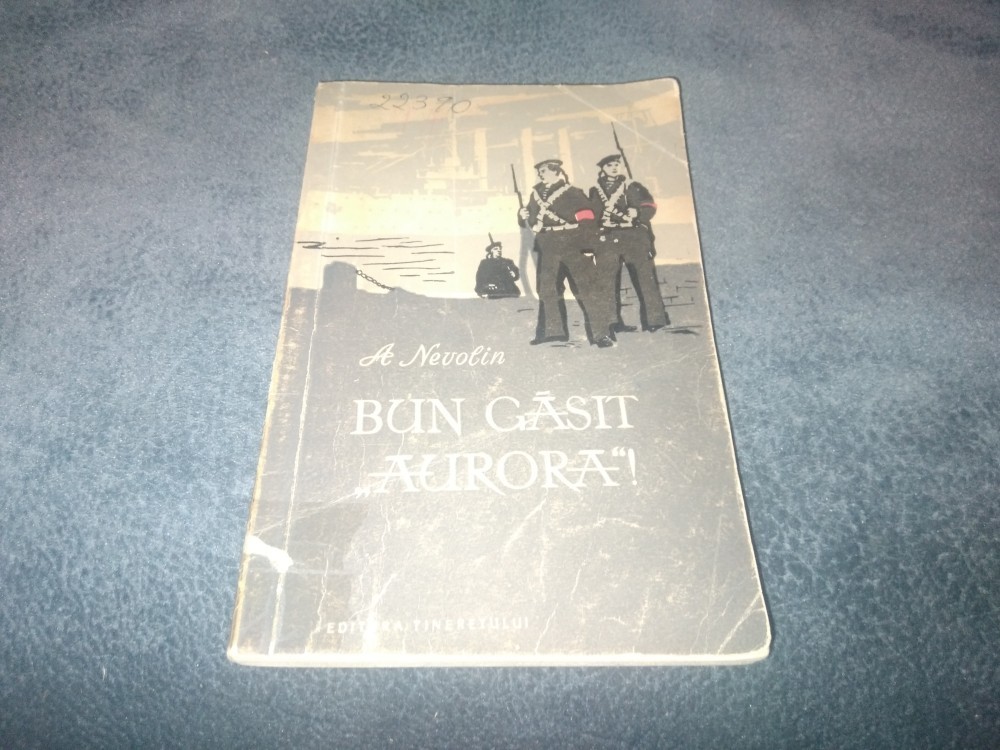 22390
A Nevolin
BUN GĂSIT
„AURORA"!
EDITURA TINERETULUI